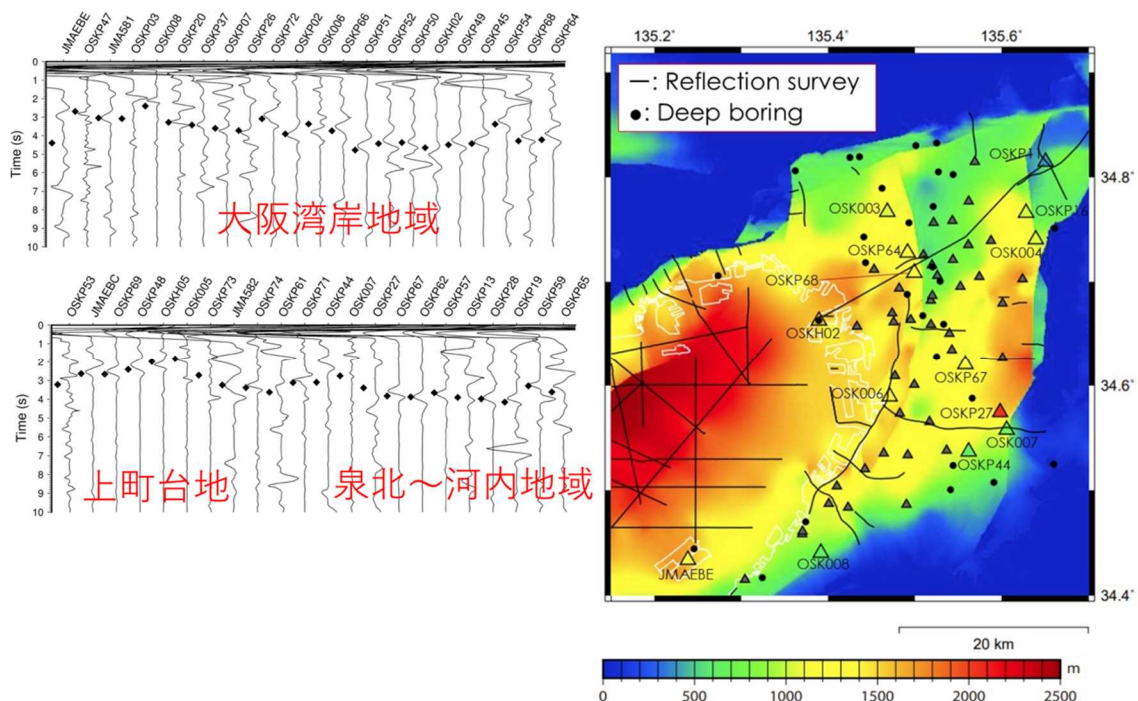 JMAEBE OSKP47 JMA581 OSKP03 OSK008 OSKP20 OSKP37 OSKP07 OSKP26 OSKP72 OSKP02 OSK006 OSKP66 OSKP51 OSKP52 OSKP50 OSKH02 OSKP49 OSKP45 OSKP54 OSKP68 OSKP64
Time (s)
0
1
2
3
4
5
6
7
8
9
10
大阪湾岸地域
OSKP53 JMAEBC OSKP69 OSKP48 OSKH05 OSK005 OSKP73 JMA582 OSKP74 OSKP61 OSKP71 OSKP44 OSK007 OSKP27 OSKP67 OSKP62 OSKP57 OSKP13 OSKP28 OSKP19 OSKP59 OSKP65
Time (s)
0
1
2
3
4
5
6
7
8
9
10
上町台地 泉北～河内地域
135.2° 135.4° 135.6°
—: Reflection survey
●: Deep boring
OSKP11
34.8°
OSK003
OSKP16
OSKP64
OSK004
OSKP68
OSKH02
OSKP67
34.6°
OSK006
OSKP27
OSK007
OSKP44
OSK008
JMAEBE
34.4°
20 km
m
0 500 1000 1500 2000 2500